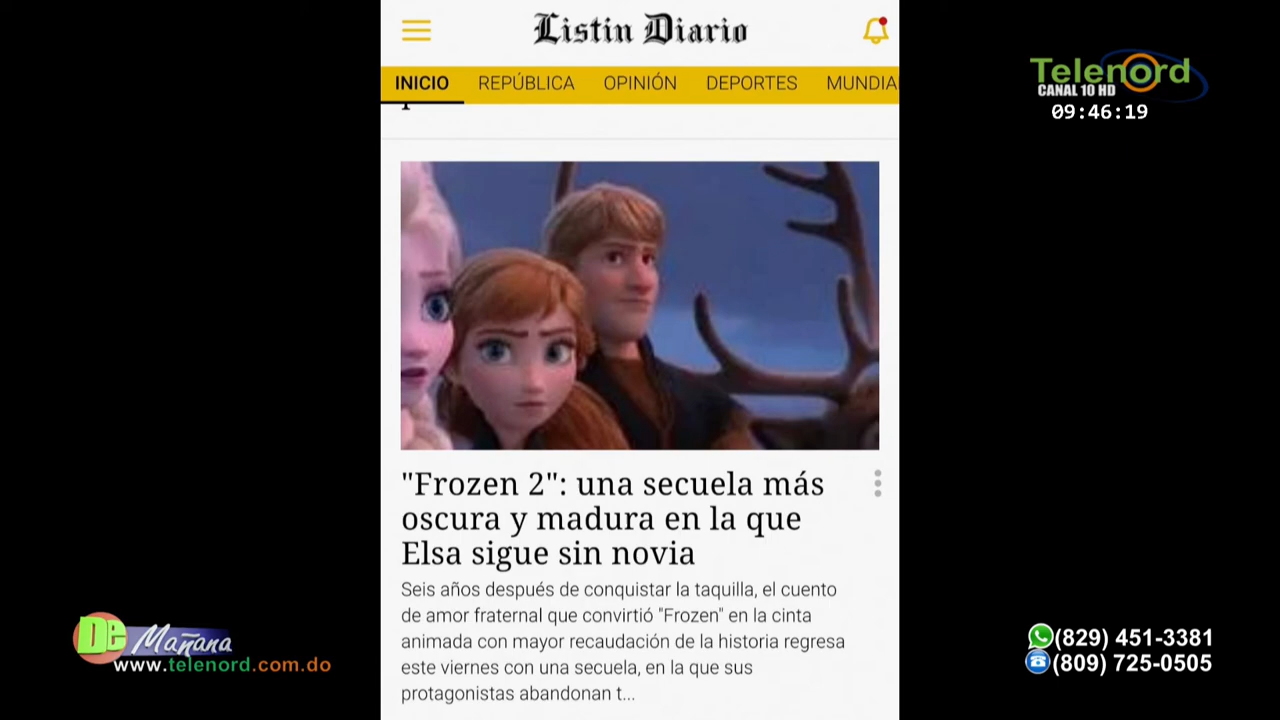 Listin Diario
INICIO REPÚBLICA OPINIÓN DEPORTES MUNDIA
Telenord
CANAL 10 HD
09:46:19
"Frozen 2": una secuela más
oscura y madura en la que
Elsa sigue sin novia
Seis años después de conquistar la taquilla, el cuento
de amor fraternal que convirtió "Frozen" en la cinta
animada con mayor recaudación de la historia regresa
este viernes con una secuela, en la que sus
protagonistas abandonan t...
De Mañana
www.telenord.com.do
(829) 451-3381
(809) 725-0505